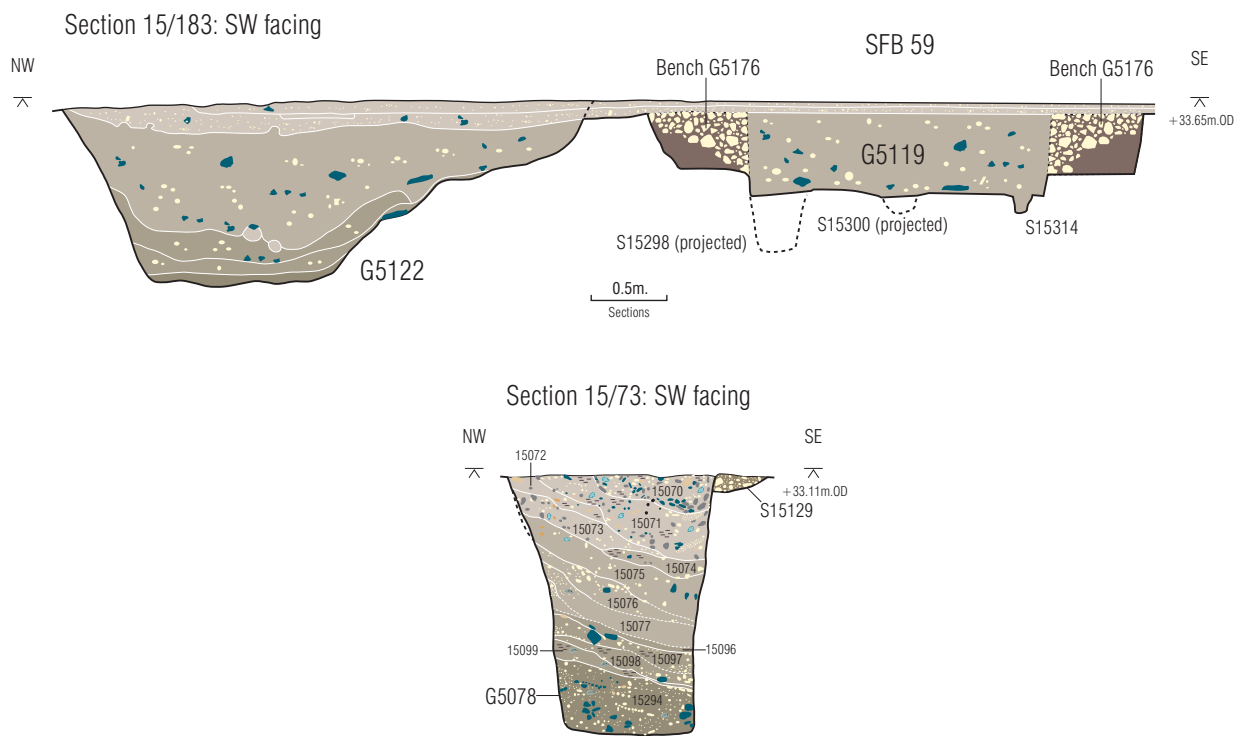 Section 15/183: SW facing
SFB 59
NW
SE
Bench G5176
Bench G5176
+33.65m.OD
G5119
S15298 (projected)
S15300 (projected)
S15314
G5122
0.5m.
Sections
Section 15/73: SW facing
NW
SE
15072
15070
+33.11m.OD
S15129
15071
15073
15074
15075
15076
15077
15099
15098
15097
15096
G5078
15294